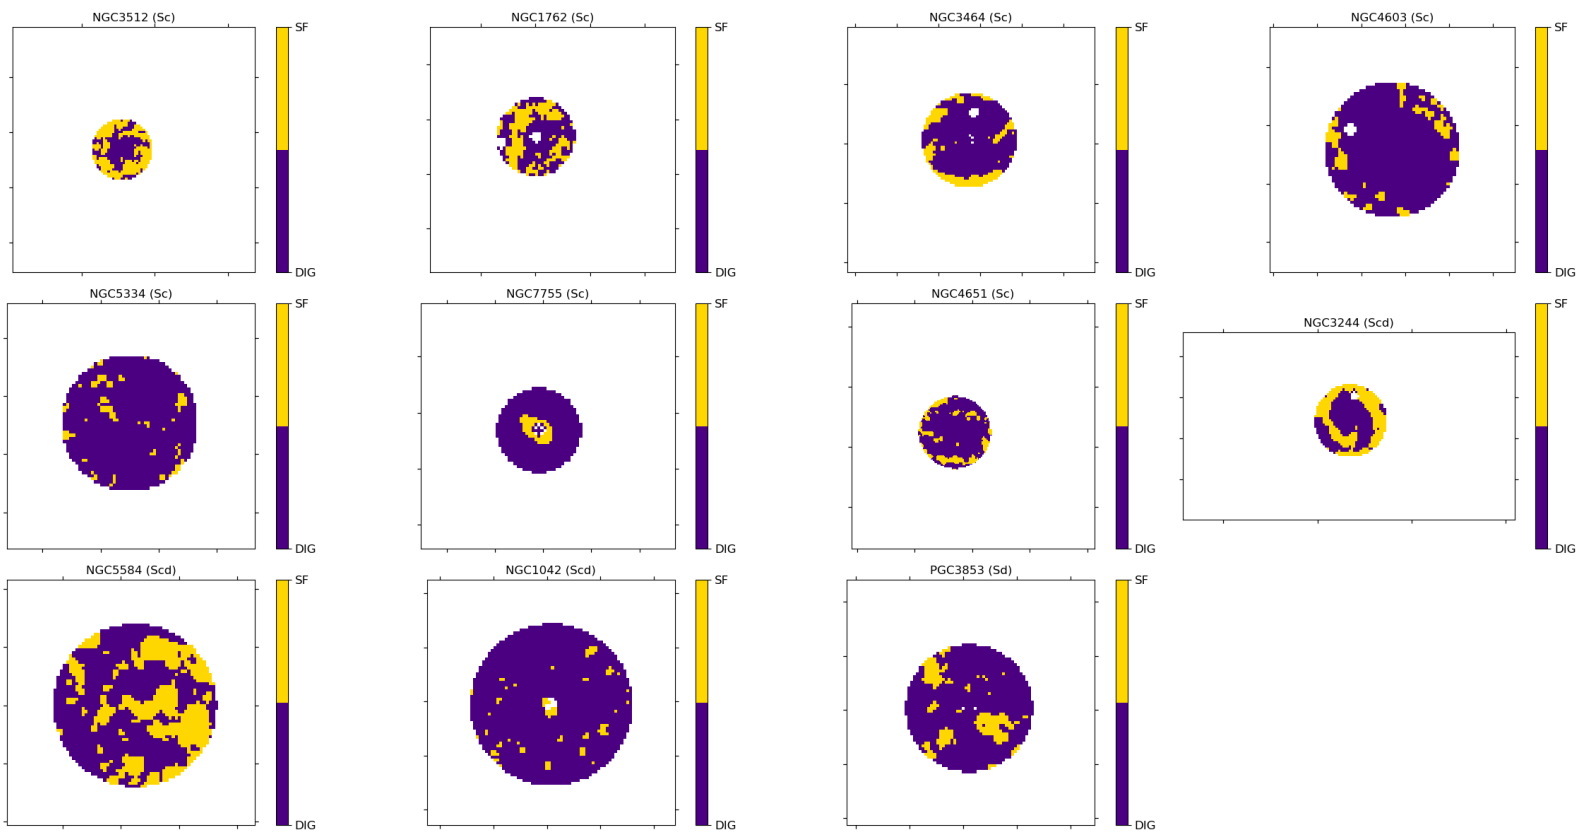 NGC3512 (Sc)
SF
DIG
NGC1762 (Sc)
SF
DIG
NGC3464 (Sc)
SF
DIG
NGC4603 (Sc)
SF
DIG
NGC5334 (Sc)
SF
DIG
NGC7755 (Sc)
SF
DIG
NGC4651 (Sc)
SF
DIG
NGC3244 (Scd)
SF
DIG
NGC5584 (Scd)
SF
DIG
NGC1042 (Scd)
SF
DIG
PGC3853 (Sd)
SF
DIG